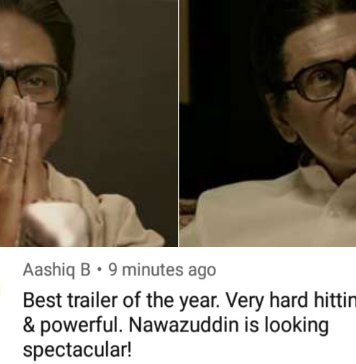 Aashiq B • 9 minutes ago
Best trailer of the year. Very hard hittin
& powerful. Nawazuddin is looking
spectacular!